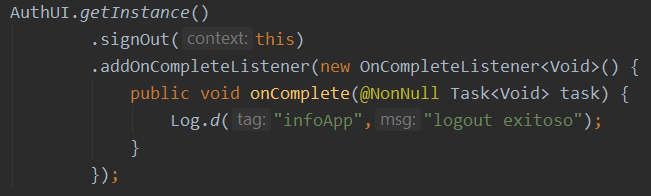 AuthUI.getInstance()
.signOut( context: this)
.addOnCompleteListener(new OnCompleteListener<Void>() {
public void onComplete(@NonNull Task<Void> task) {
Log.d( tag: "infoApp", msg: "logout exitoso");
}
});